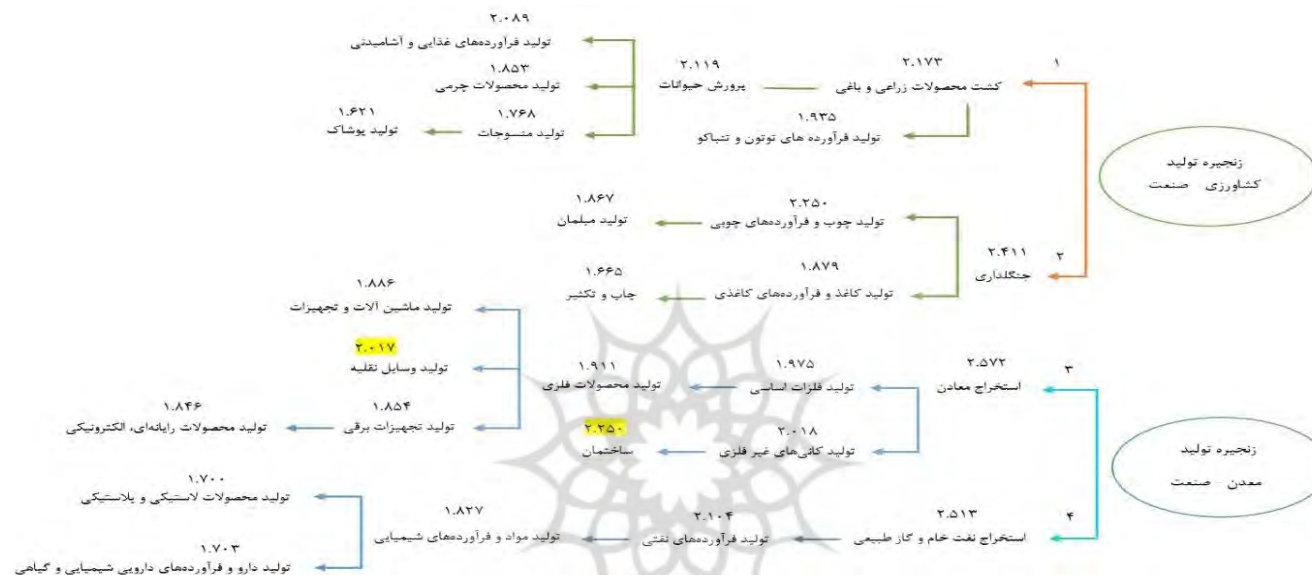 زنجیره تولید
کشاورزی صنعت
۱
۲.۱۷۳
کشت محصولات زراعی و باغی
۲.۱۱۹
پرورش حیوانات
۲.۰۸۹
تولید فرآورده‌های غذایی و آشامیدنی
۱.۸۵۳
تولید محصولات چرمی
۱.۷۶۸
تولید منسوجات
۱.۶۲۱
تولید پوشاک
۱.۹۳۵
تولید فرآورده های توتون و تنباکو
۲
۲.۴۱۱
جنگلداری
۲.۲۵۰
تولید چوب و فرآورده‌های چوبی
۱.۸۶۷
تولید مبلمان
۱.۸۷۹
تولید کاغذ و فرآورده‌های کاغذی
۱.۶۶۵
چاپ و تکثیر
زنجیره تولید
معدن صنعت
۳
۲.۵۷۲
استخراج معادن
۱.۹۷۵
تولید فلزات اساسی
۱.۹۱۱
تولید محصولات فلزی
۱.۸۸۶
تولید ماشین آلات و تجهیزات
۲.۰۱۷
تولید وسایل نقلیه
۱.۸۵۴
تولید تجهیزات برقی
۱.۸۴۶
تولید محصولات رایانه‌ای، الکترونیکی
۲.۰۱۸
تولید کانی‌های غیر فلزی
۲.۲۵۰
ساختمان
۴
۲.۵۱۳
استخراج نفت خام و گاز طبیعی
۲.۱۰۴
تولید فرآورده‌های نفتی
۱.۸۲۷
تولید مواد و فرآورده‌های شیمیایی
۱.۷۰۰
تولید محصولات لاستیکی و پلاستیکی
۱.۷۰۳
تولید دارو و فرآورده‌های دارویی شیمیایی و گیاهی